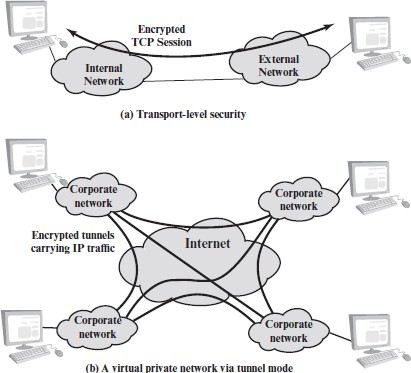 Encrypted
TCP Session
Internal
Network
External
Network
(a) Transport-level security
Corporate
network
Corporate
network
Encrypted tunnels
carrying IP traffic
Internet
Corporate
network
Corporate
network
(b) A virtual private network via tunnel mode